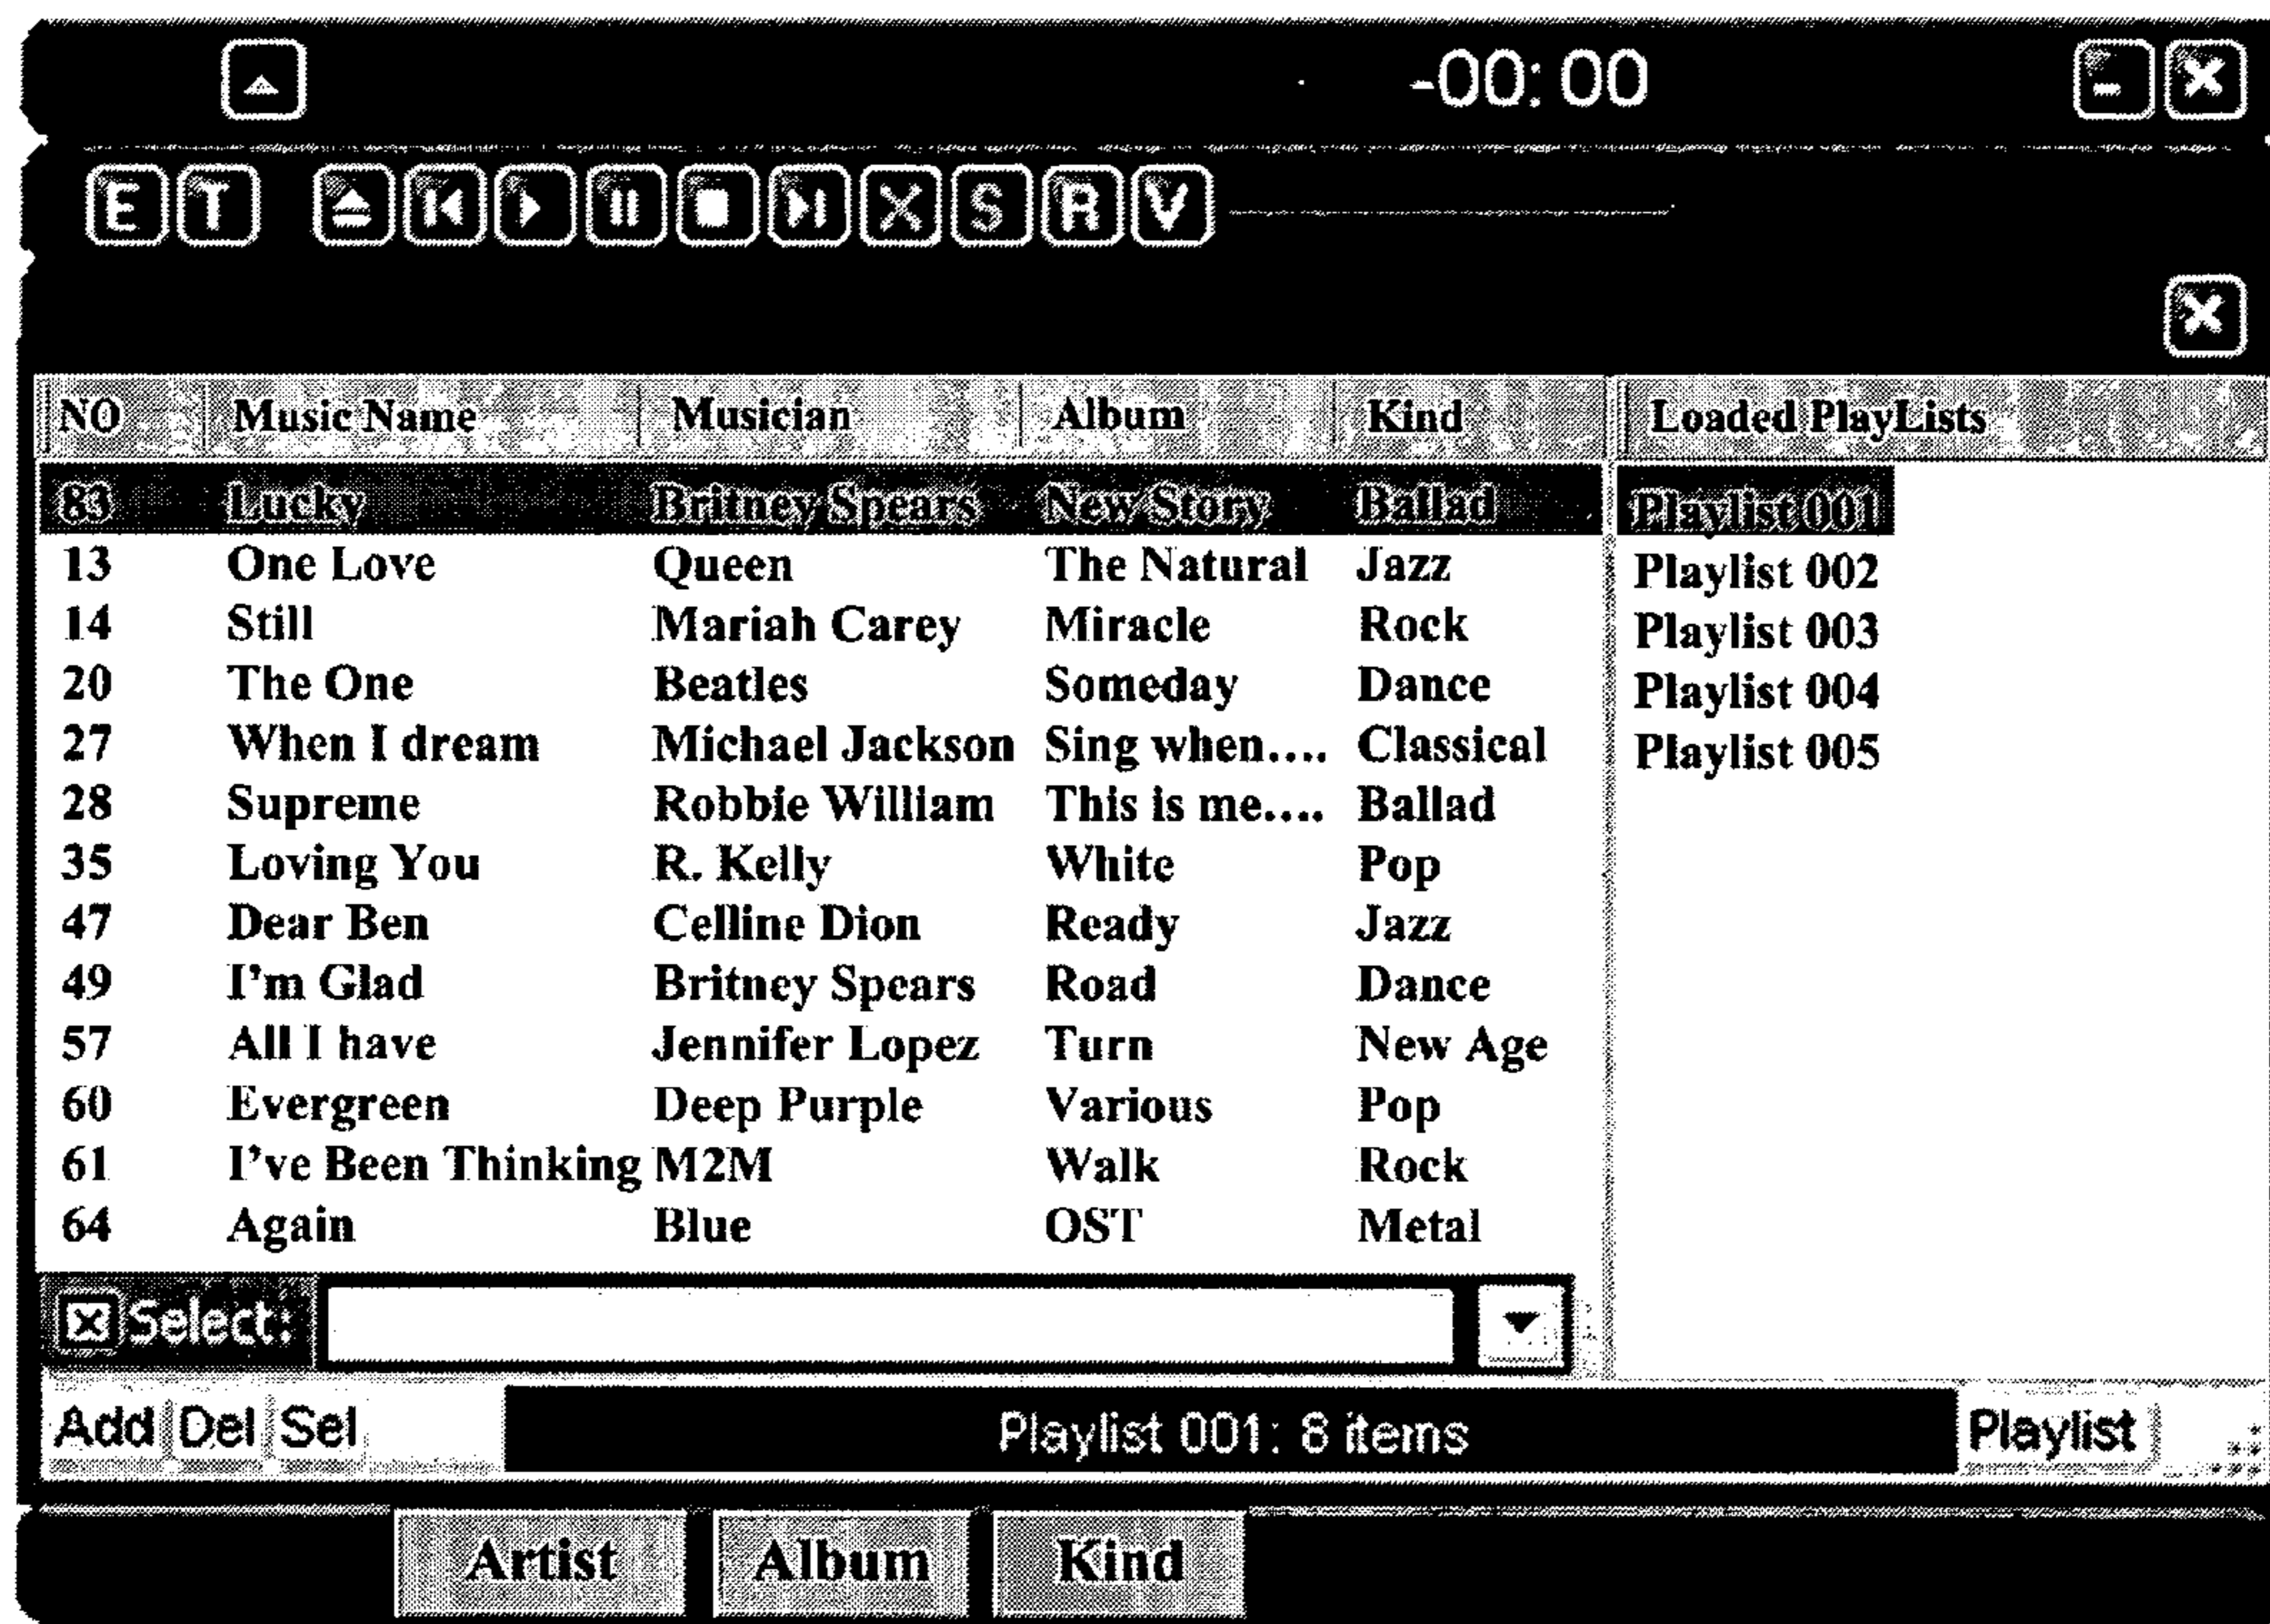 -00:00
E T X S R V
NO Music Name Musician Album Kind Loaded PlayLists
83 Lucky Britney Spears New Story Ballad Playlist 001
13 One Love Queen The Natural Jazz Playlist 002
14 Still Mariah Carey Miracle Rock Playlist 003
20 The One Beatles Someday Dance Playlist 004
27 When I dream Michael Jackson Sing when.... Classical Playlist 005
28 Supreme Robbie William This is me.... Ballad
35 Loving You R. Kelly White Pop
47 Dear Ben Celline Dion Ready Jazz
49 I'm Glad Britney Spears Road Dance
57 All I have Jennifer Lopez Turn New Age
60 Evergreen Deep Purple Various Pop
61 I've Been Thinking M2M Walk Rock
64 Again Blue OST Metal
Select:
Add Del Sel Playlist 001: 8 items Playlist
Artist Album Kind